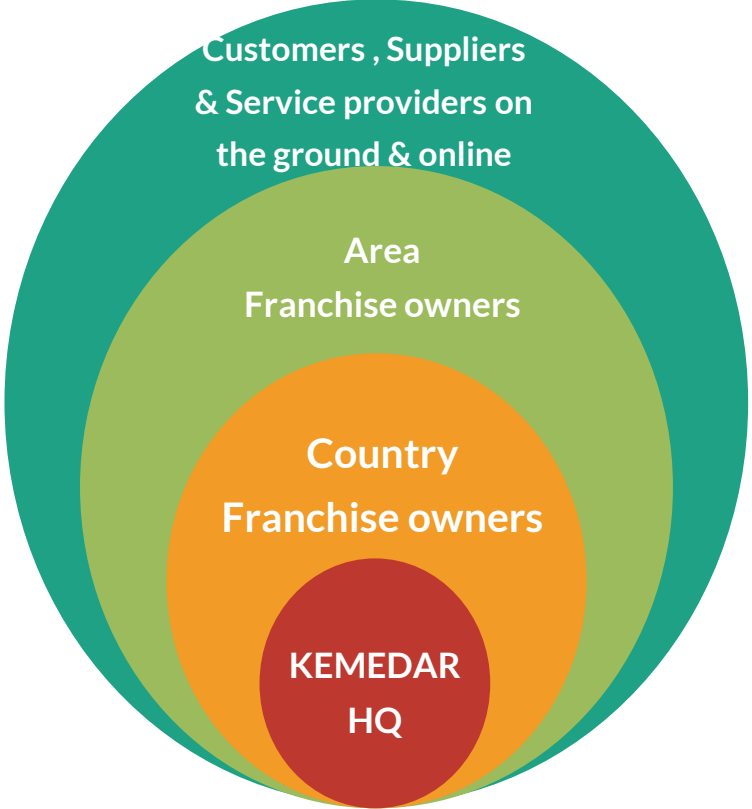 Customers , Suppliers
& Service providers on
the ground & online
Area
Franchise owners
Country
Franchise owners
KEMEDAR
HQ